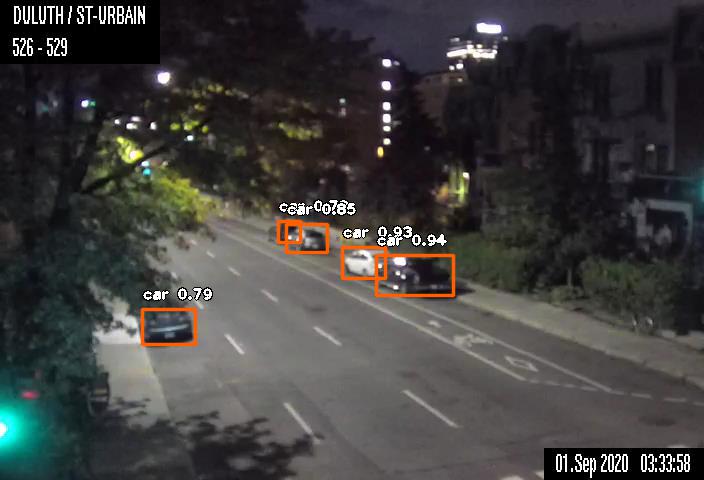 DULUTH / ST-URBAIN
526 - 529
car 0.85
car 0.93
car 0.94
car 0.79
01.Sep 2020 03:33:58